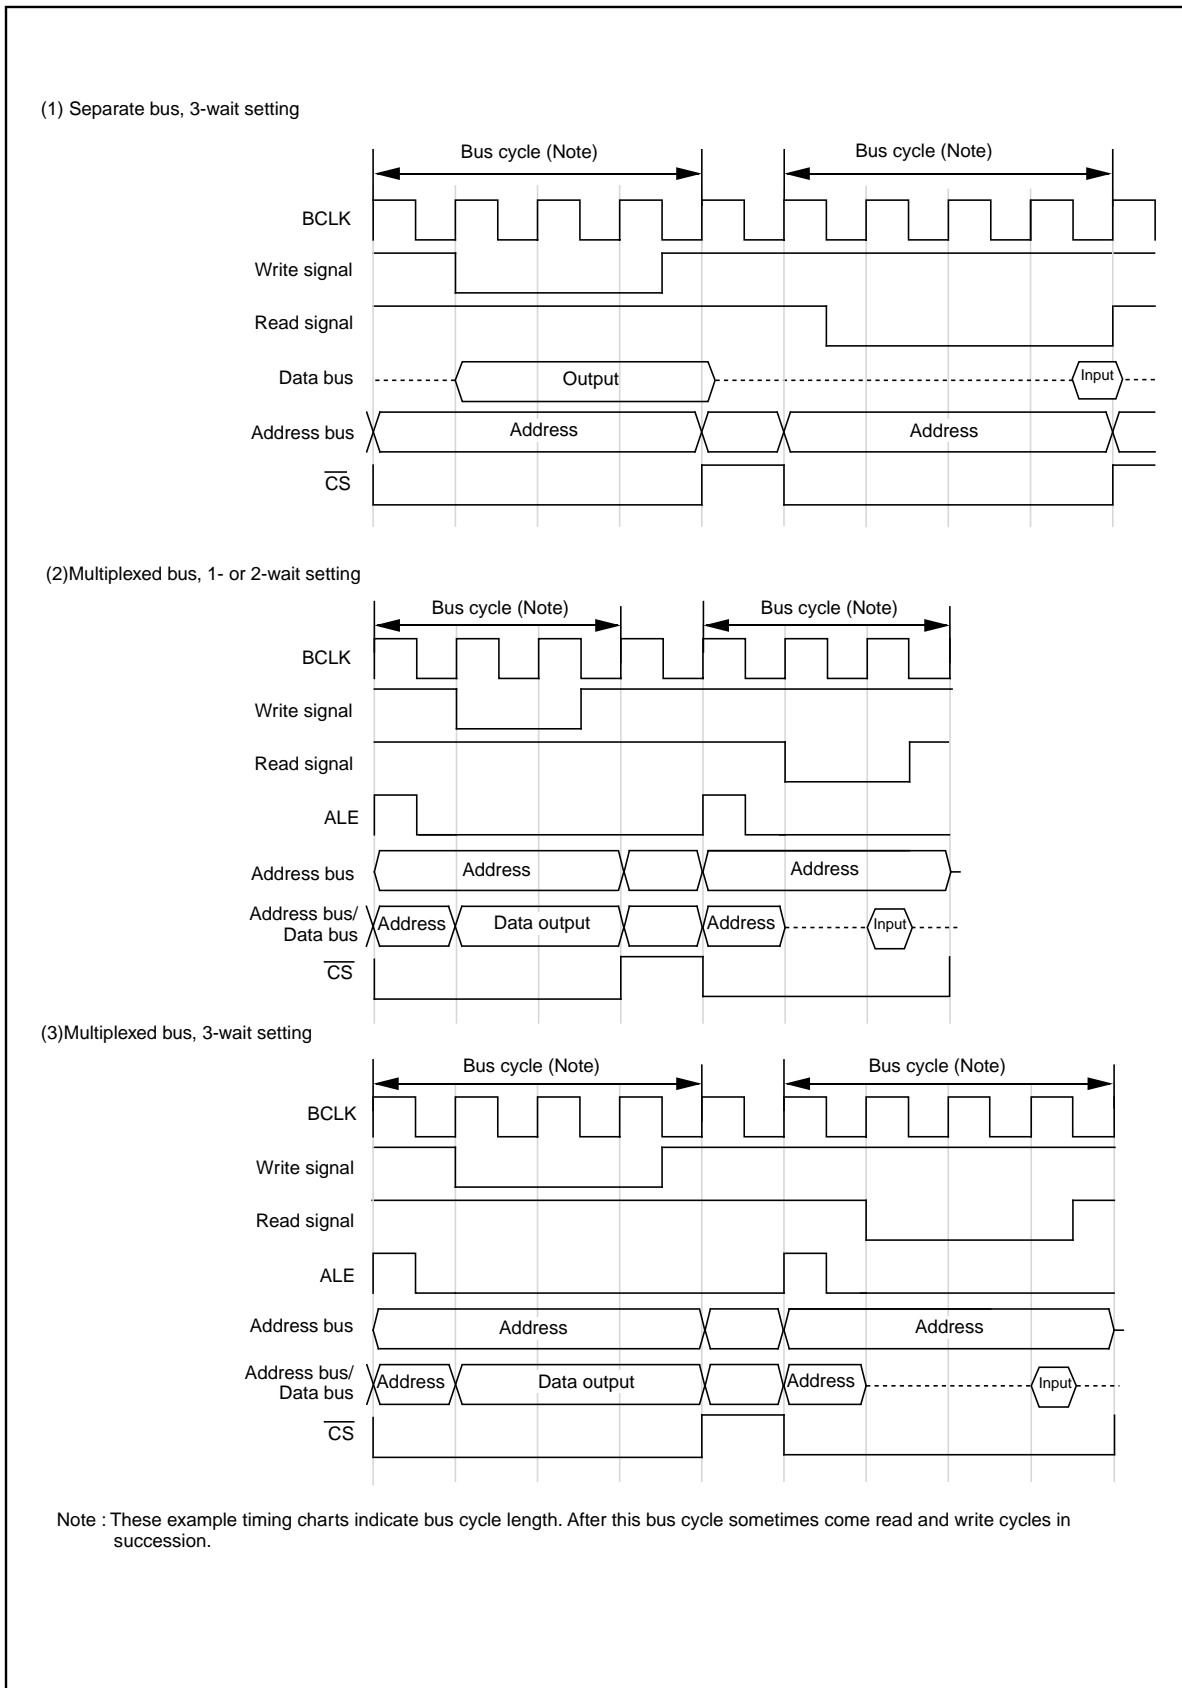 (1) Separate bus, 3-wait setting
Bus cycle (Note) Bus cycle (Note)
BCLK
Write signal
Read signal
Data bus Output Input
Address bus Address Address
CS
(2)Multiplexed bus, 1- or 2-wait setting
Bus cycle (Note) Bus cycle (Note)
BCLK
Write signal
Read signal
ALE
Address bus Address Address
Address bus/
Data bus Address Data output Address Input
CS
(3)Multiplexed bus, 3-wait setting
Bus cycle (Note) Bus cycle (Note)
BCLK
Write signal
Read signal
ALE
Address bus Address Address
Address bus/
Data bus Address Data output Address Input
CS
Note : These example timing charts indicate bus cycle length. After this bus cycle sometimes come read and write cycles in
succession.